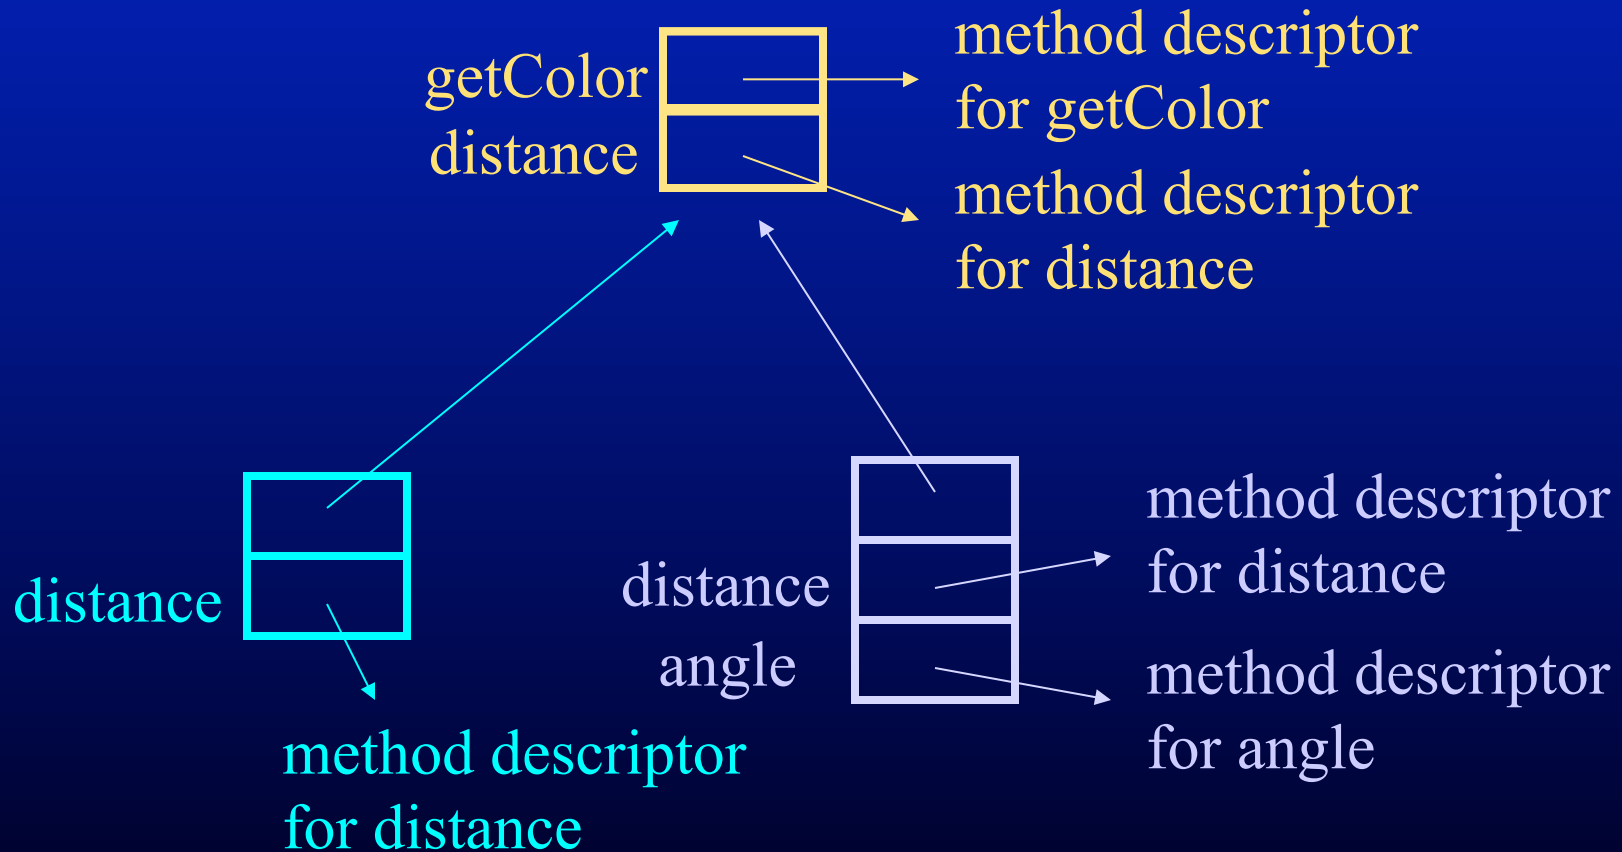 getColor
distance
method descriptor
for getColor
method descriptor
for distance
distance
method descriptor
for distance
distance
angle
method descriptor
for distance
method descriptor
for angle